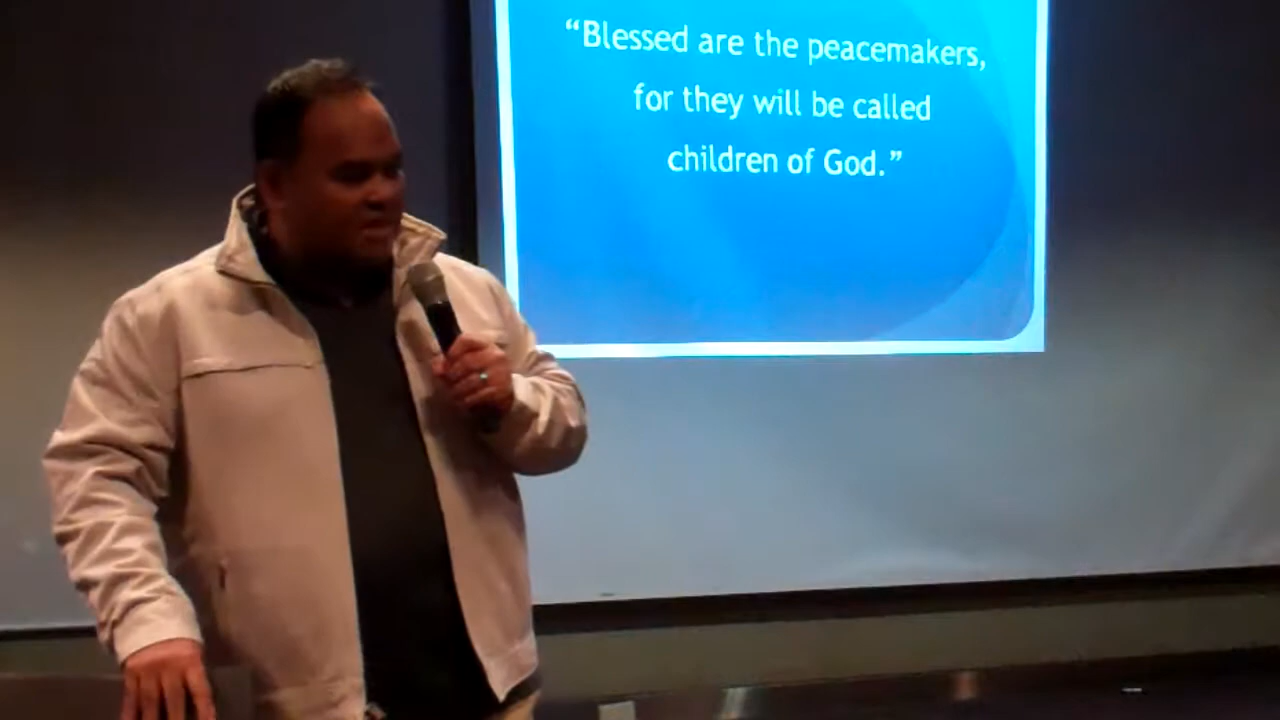 “Blessed are the peacemakers,
for they will be called
children of God.”